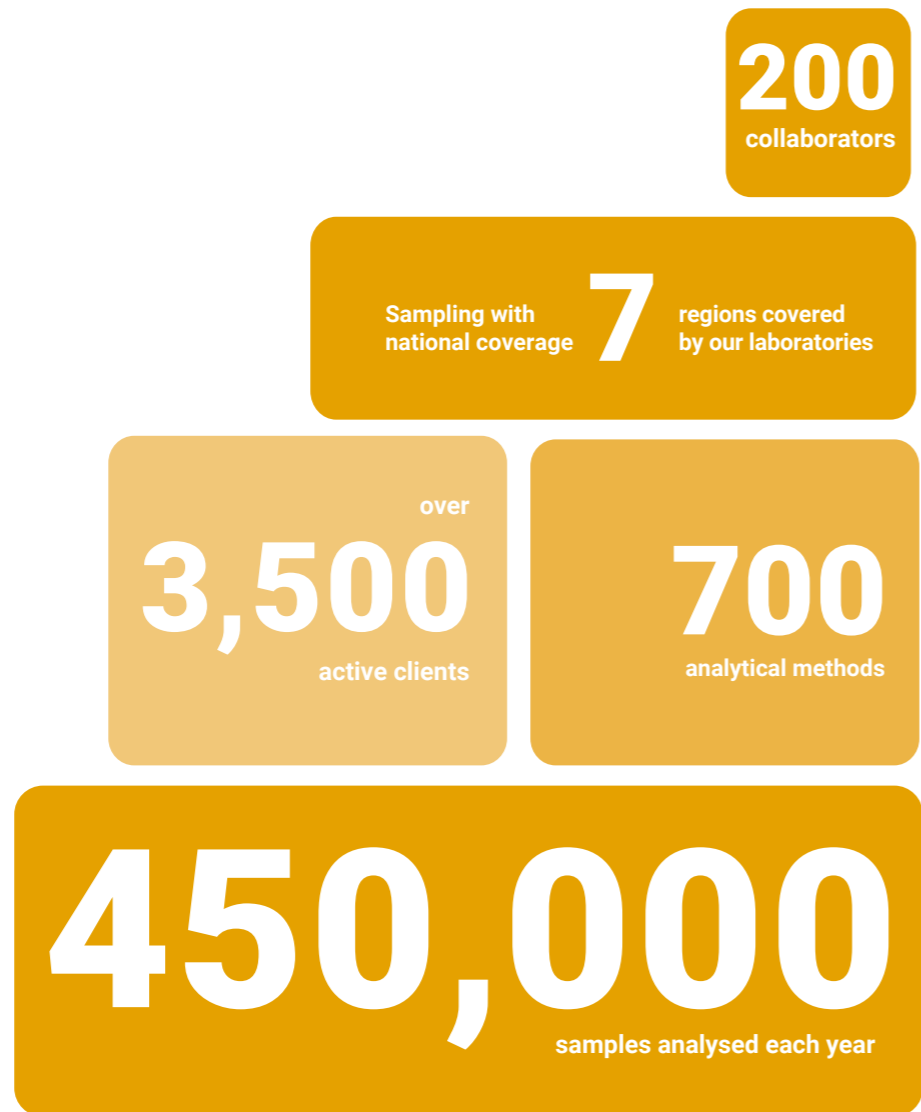 200
collaborators
Sampling with
national coverage
7
regions covered
by our laboratories
over
3,500
active clients
700
analytical methods
450,000
samples analysed each year